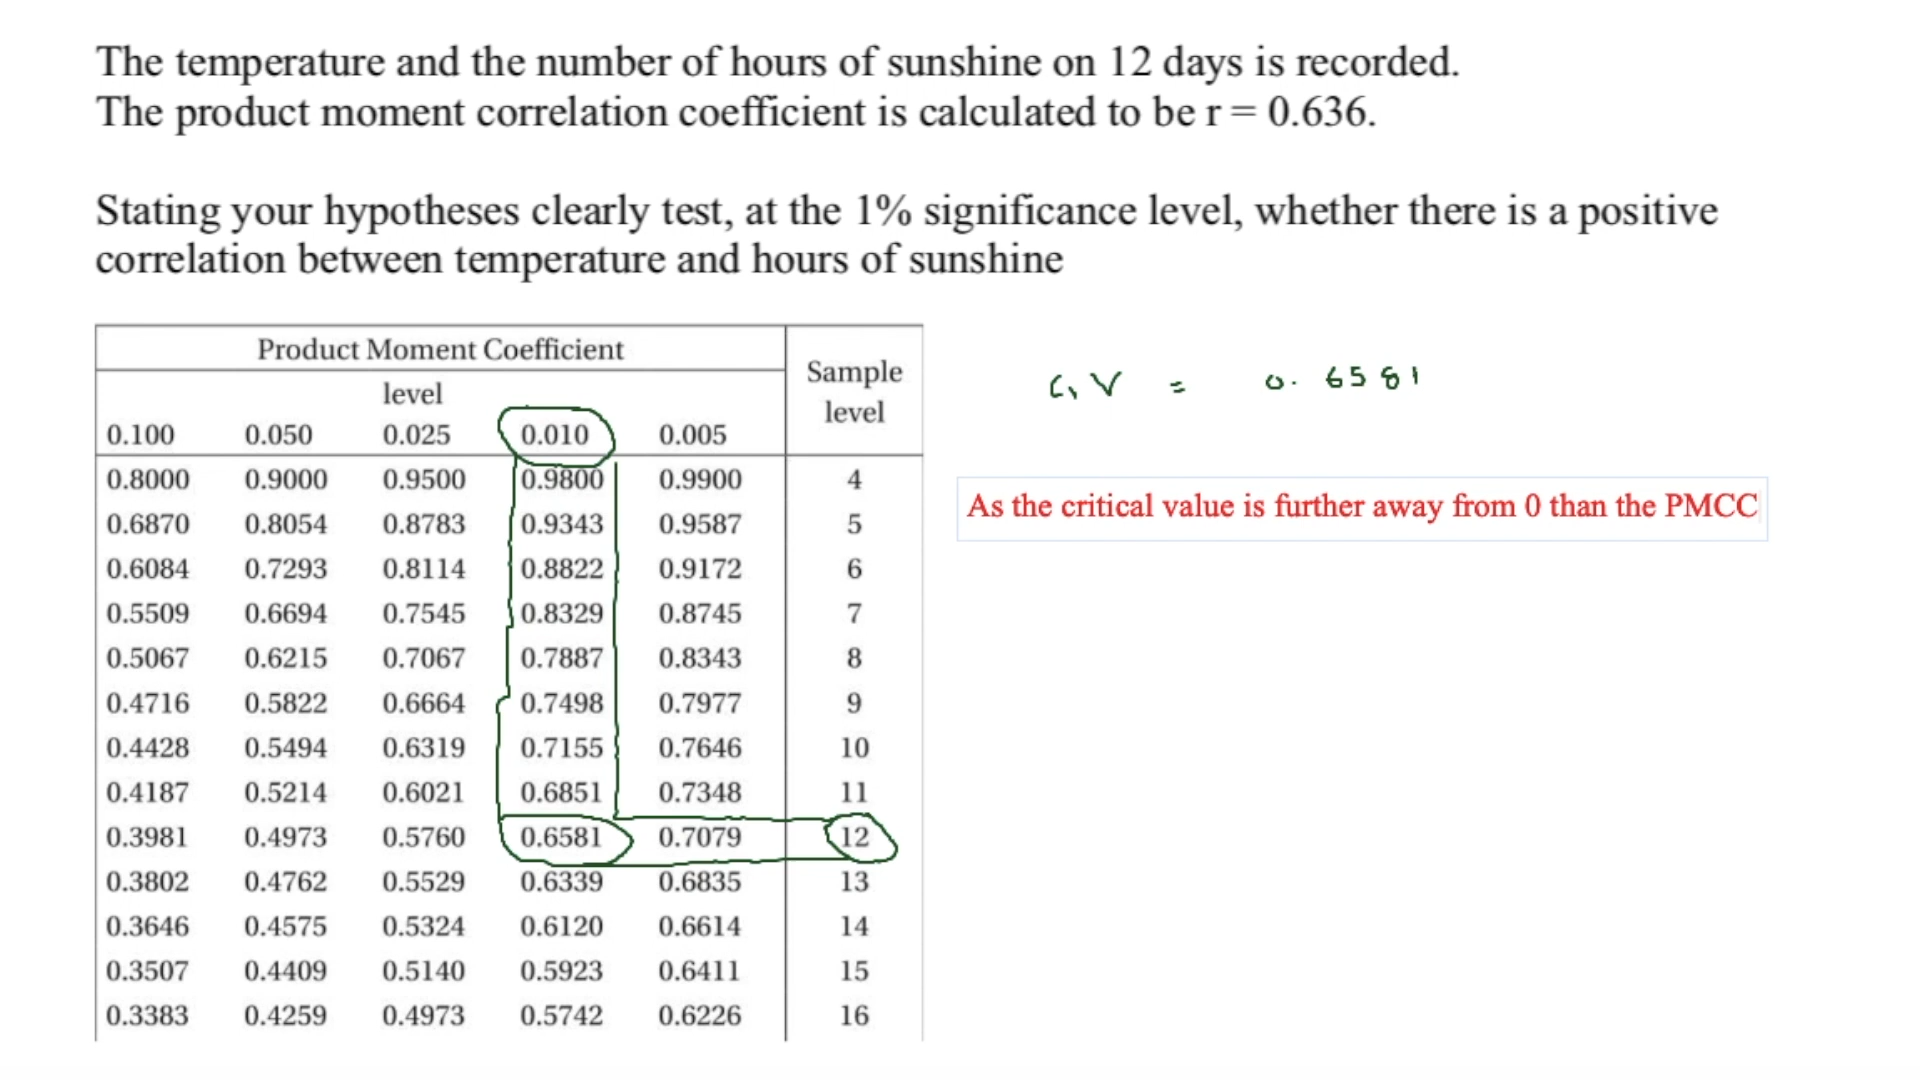 The temperature and the number of hours of sunshine on 12 days is recorded.
The product moment correlation coefficient is calculated to be r = 0.636.
Stating your hypotheses clearly test, at the 1% significance level, whether there is a positive
correlation between temperature and hours of sunshine
Product Moment Coefficient
Sample
level
level
0.100 0.050 0.025 0.010 0.005
0.8000 0.9000 0.9500 0.9800 0.9900 4
0.6870 0.8054 0.8783 0.9343 0.9587 5
0.6084 0.7293 0.8114 0.8822 0.9172 6
0.5509 0.6694 0.7545 0.8329 0.8745 7
0.5067 0.6215 0.7067 0.7887 0.8343 8
0.4716 0.5822 0.6664 0.7498 0.7977 9
0.4428 0.5494 0.6319 0.7155 0.7646 10
0.4187 0.5214 0.6021 0.6851 0.7348 11
0.3981 0.4973 0.5760 0.6581 0.7079 12
0.3802 0.4762 0.5529 0.6339 0.6835 13
0.3646 0.4575 0.5324 0.6120 0.6614 14
0.3507 0.4409 0.5140 0.5923 0.6411 15
0.3383 0.4259 0.4973 0.5742 0.6226 16
C, V = 0. 6581
As the critical value is further away from 0 than the PMCC